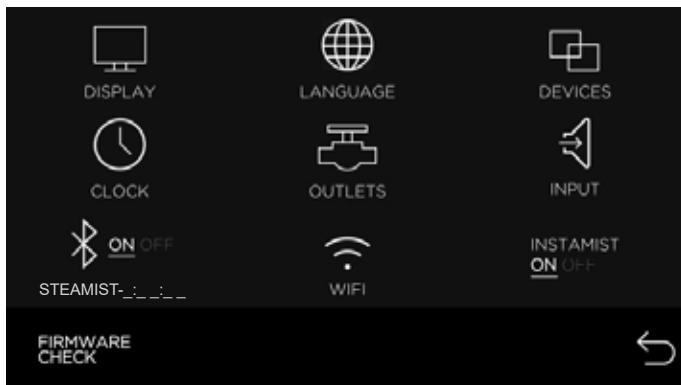 DISPLAY
LANGUAGE
DEVICES
CLOCK
OUTLETS
INPUT
ON OFF
STEAMIST-_:_ _:_ _
WIFI
INSTAMIST
ON OFF
FIRMWARE
CHECK